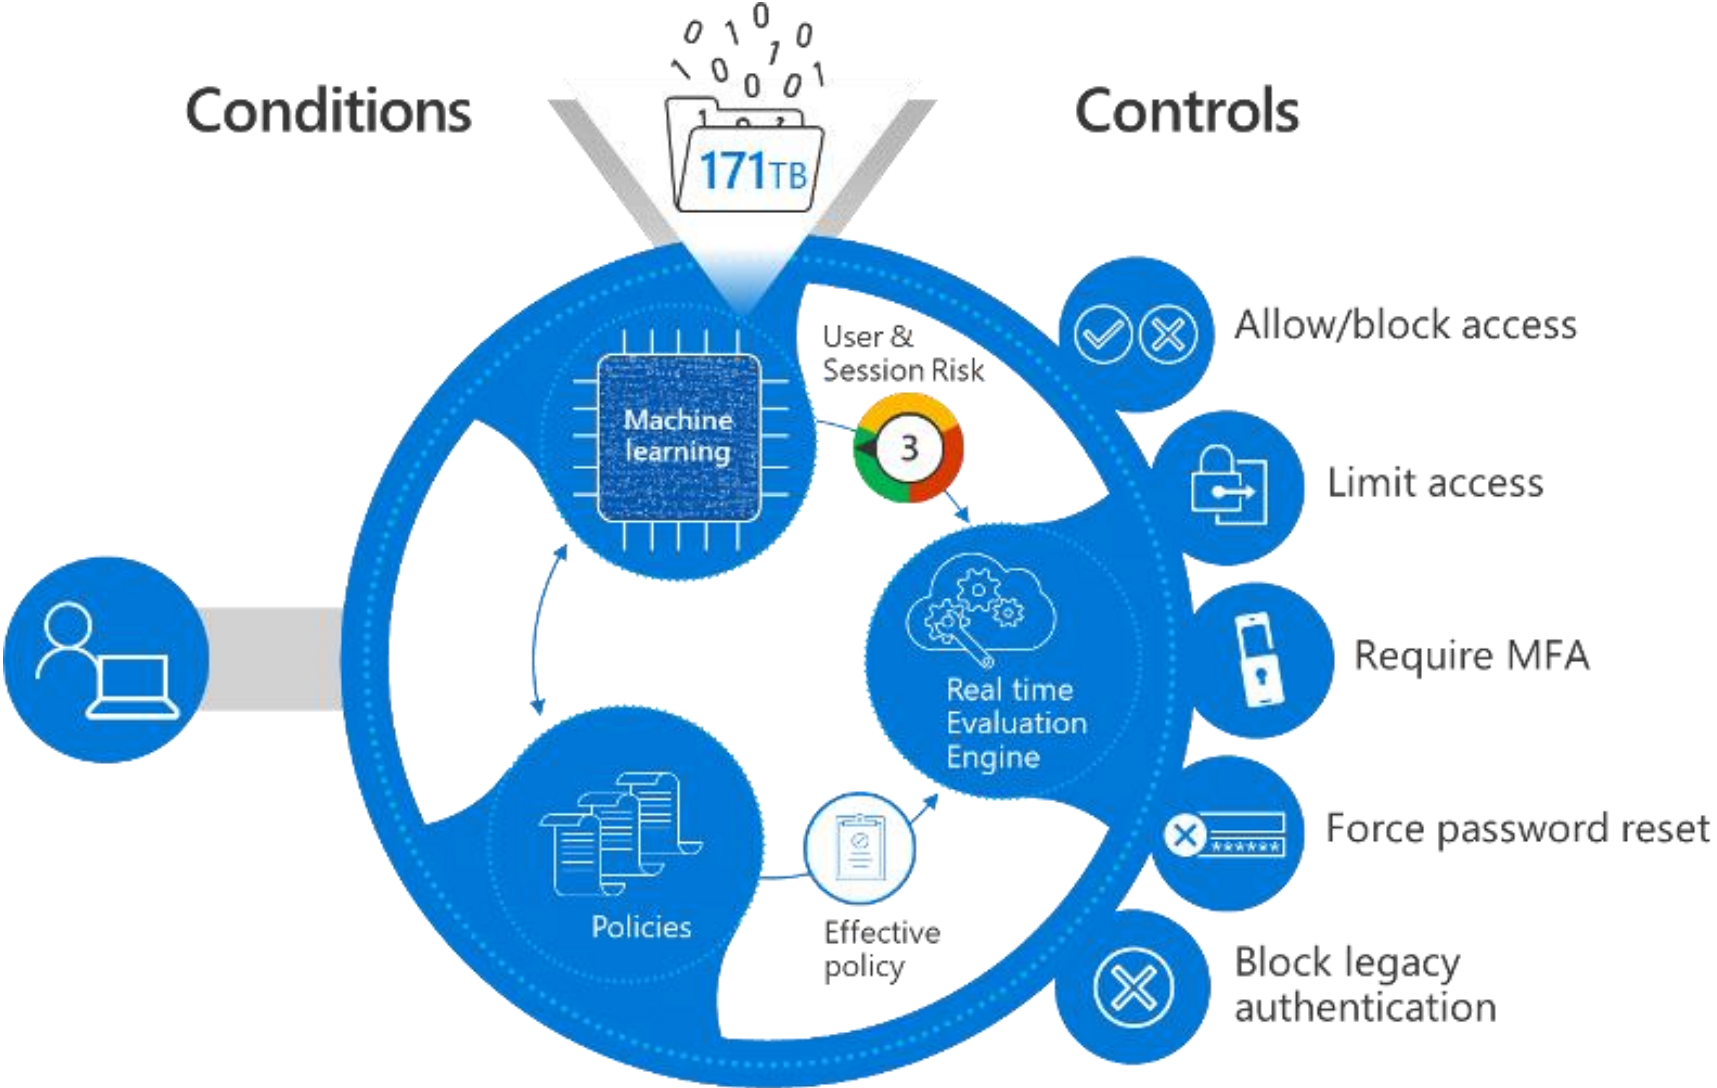 0 1 0 0
1 0 1 0 0 1
Conditions
Controls
171TB
User &
Session Risk
Allow/block access
Machine
learning
3
Limit access
Require MFA
Real time
Evaluation
Engine
Force password reset
******
Policies
Effective
policy
Block legacy
authentication